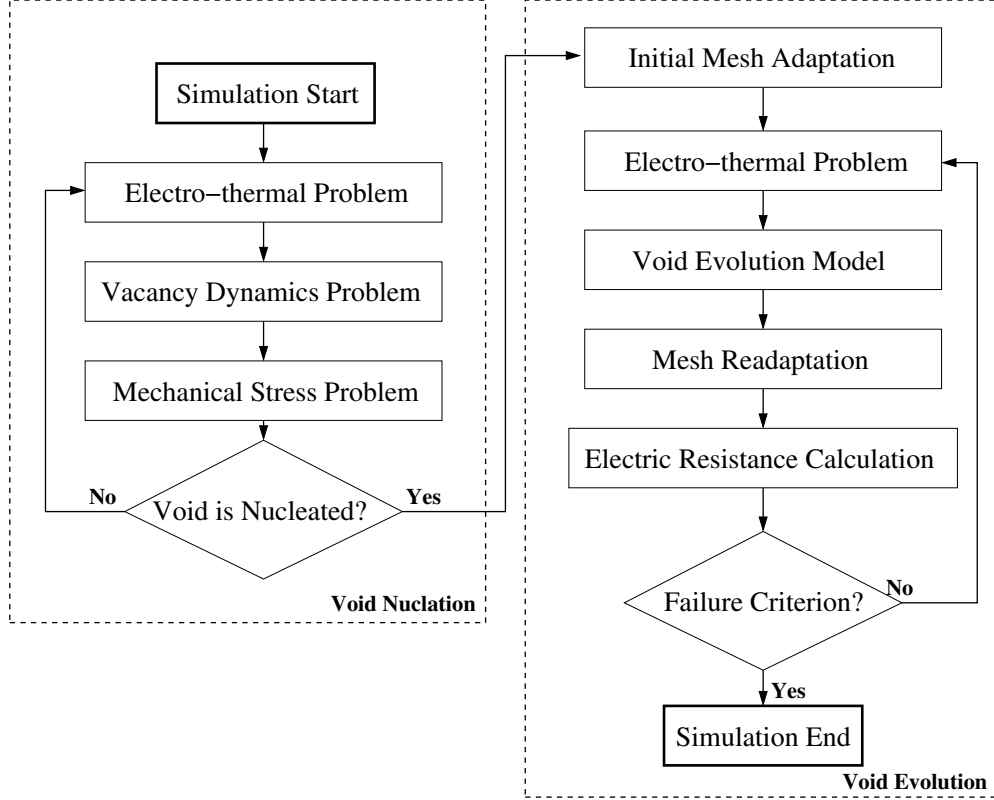 Simulation Start
Electro−thermal Problem
Vacancy Dynamics Problem
Mechanical Stress Problem
Void is Nucleated?
No
Yes
Void Nuclation
Initial Mesh Adaptation
Electro−thermal Problem
Void Evolution Model
Mesh Readaptation
Electric Resistance Calculation
Failure Criterion?
No
Yes
Simulation End
Void Evolution